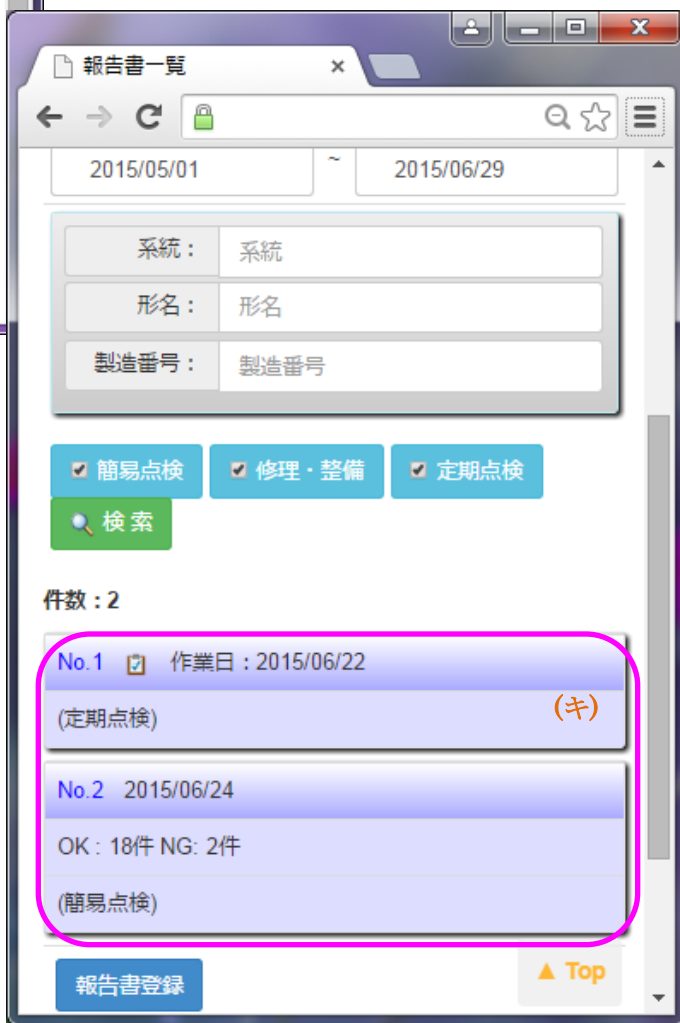 報告書一覧
2015/05/01 ~ 2015/06/29
系統： 系統
形名： 形名
製造番号： 製造番号
簡易点検 修理・整備 定期点検
検 索
件数：2
No.1 作業日：2015/06/22
(定期点検)
(キ)
No.2 2015/06/24
OK : 18件 NG: 2件
(簡易点検)
▲ Top
報告書登録